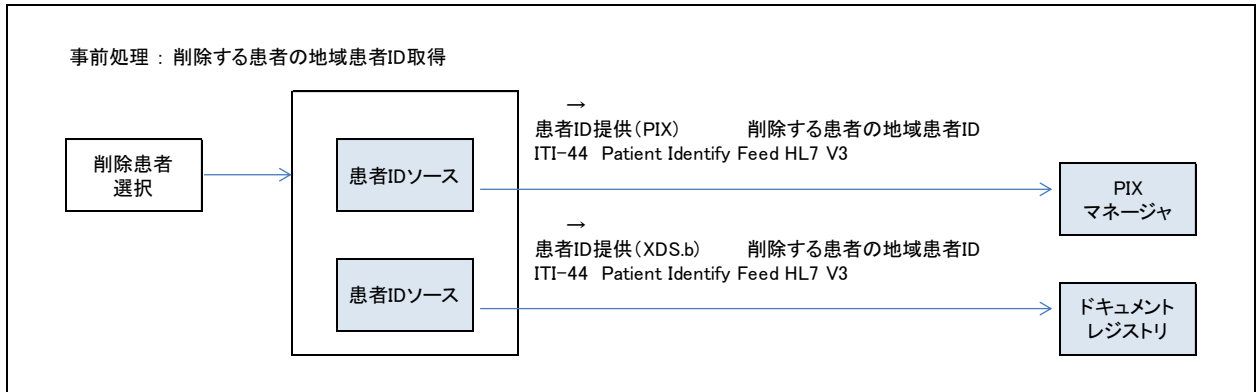 事前処理 : 削除する患者の地域患者ID取得
削除患者
選択
患者IDソース
→
患者ID提供(PIX) 削除する患者の地域患者ID
ITI-44 Patient Identify Feed HL7 V3
PIX
マネージャ
患者IDソース
→
患者ID提供(XDS.b) 削除する患者の地域患者ID
ITI-44 Patient Identify Feed HL7 V3
ドキュメント
レジストリ